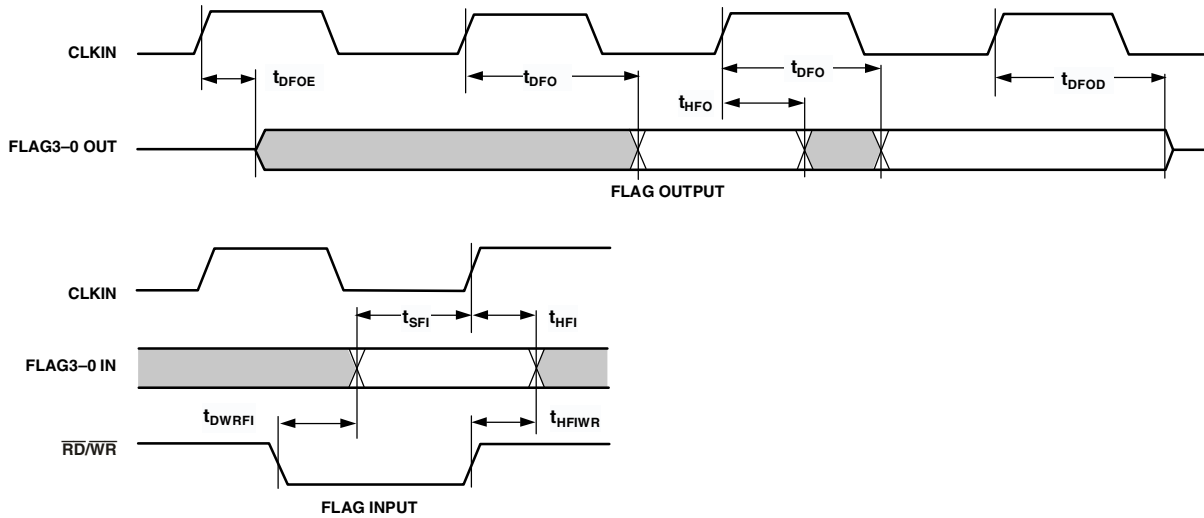 CLKIN
tDFOE
tDFO
tDFO
tDFOD
tHFO
FLAG3–0 OUT
FLAG OUTPUT
CLKIN
tSFI
tHFI
FLAG3–0 IN
tDWRFI
tHFIWR
RD/WR
FLAG INPUT